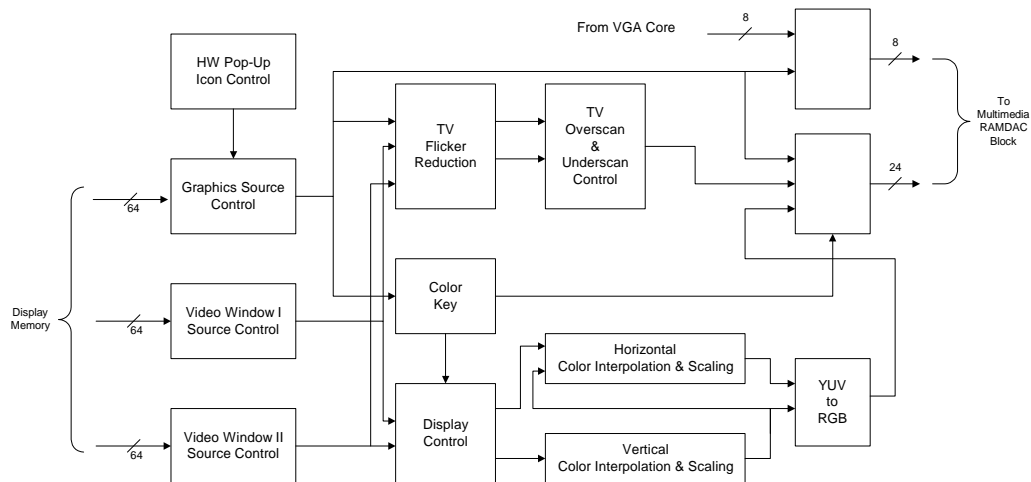 From VGA Core
8
8
HW Pop-Up
Icon Control
TV
Flicker
Reduction
TV
Overscan
&
Underscan
Control
To
Multimedia
RAMDAC
Block
24
Graphics Source
Control
64
Color
Key
Display
Memory
Video Window I
Source Control
64
Horizontal
Color Interpolation & Scaling
YUV
to
RGB
Display
Control
Video Window II
Source Control
64
Vertical
Color Interpolation & Scaling